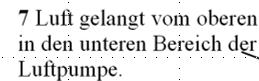 7 Luft gelangt vom oberen
in den unteren Bereich der
Luftpumpe.